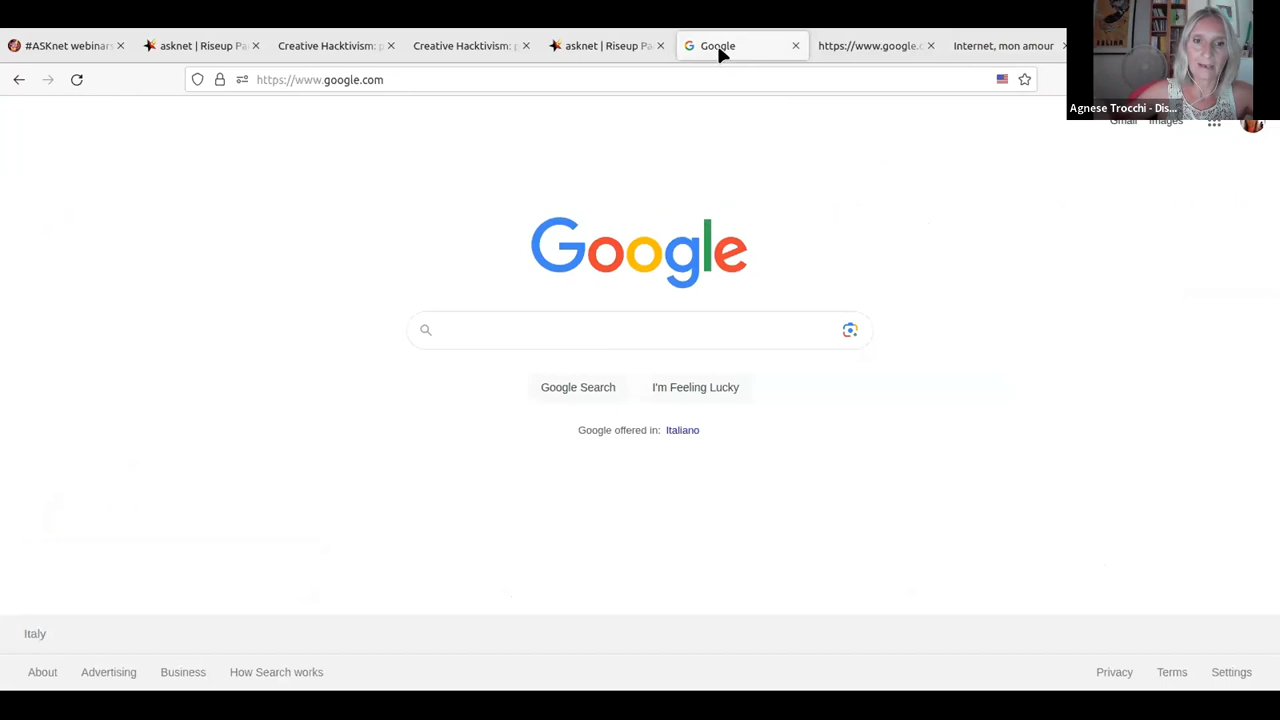 #ASKnet webinar
asknet | Riseup Pa
Creative Hacktivism: p
Creative Hacktivism: p
asknet | Riseup Pa
Google
https://www.google.c
Internet, mon amour
https://www.google.com
Agnese Trocchi - Dis...
Gmail
Images
Google
Google Search
I'm Feeling Lucky
Google offered in: Italiano
Italy
About
Advertising
Business
How Search works
Privacy
Terms
Settings